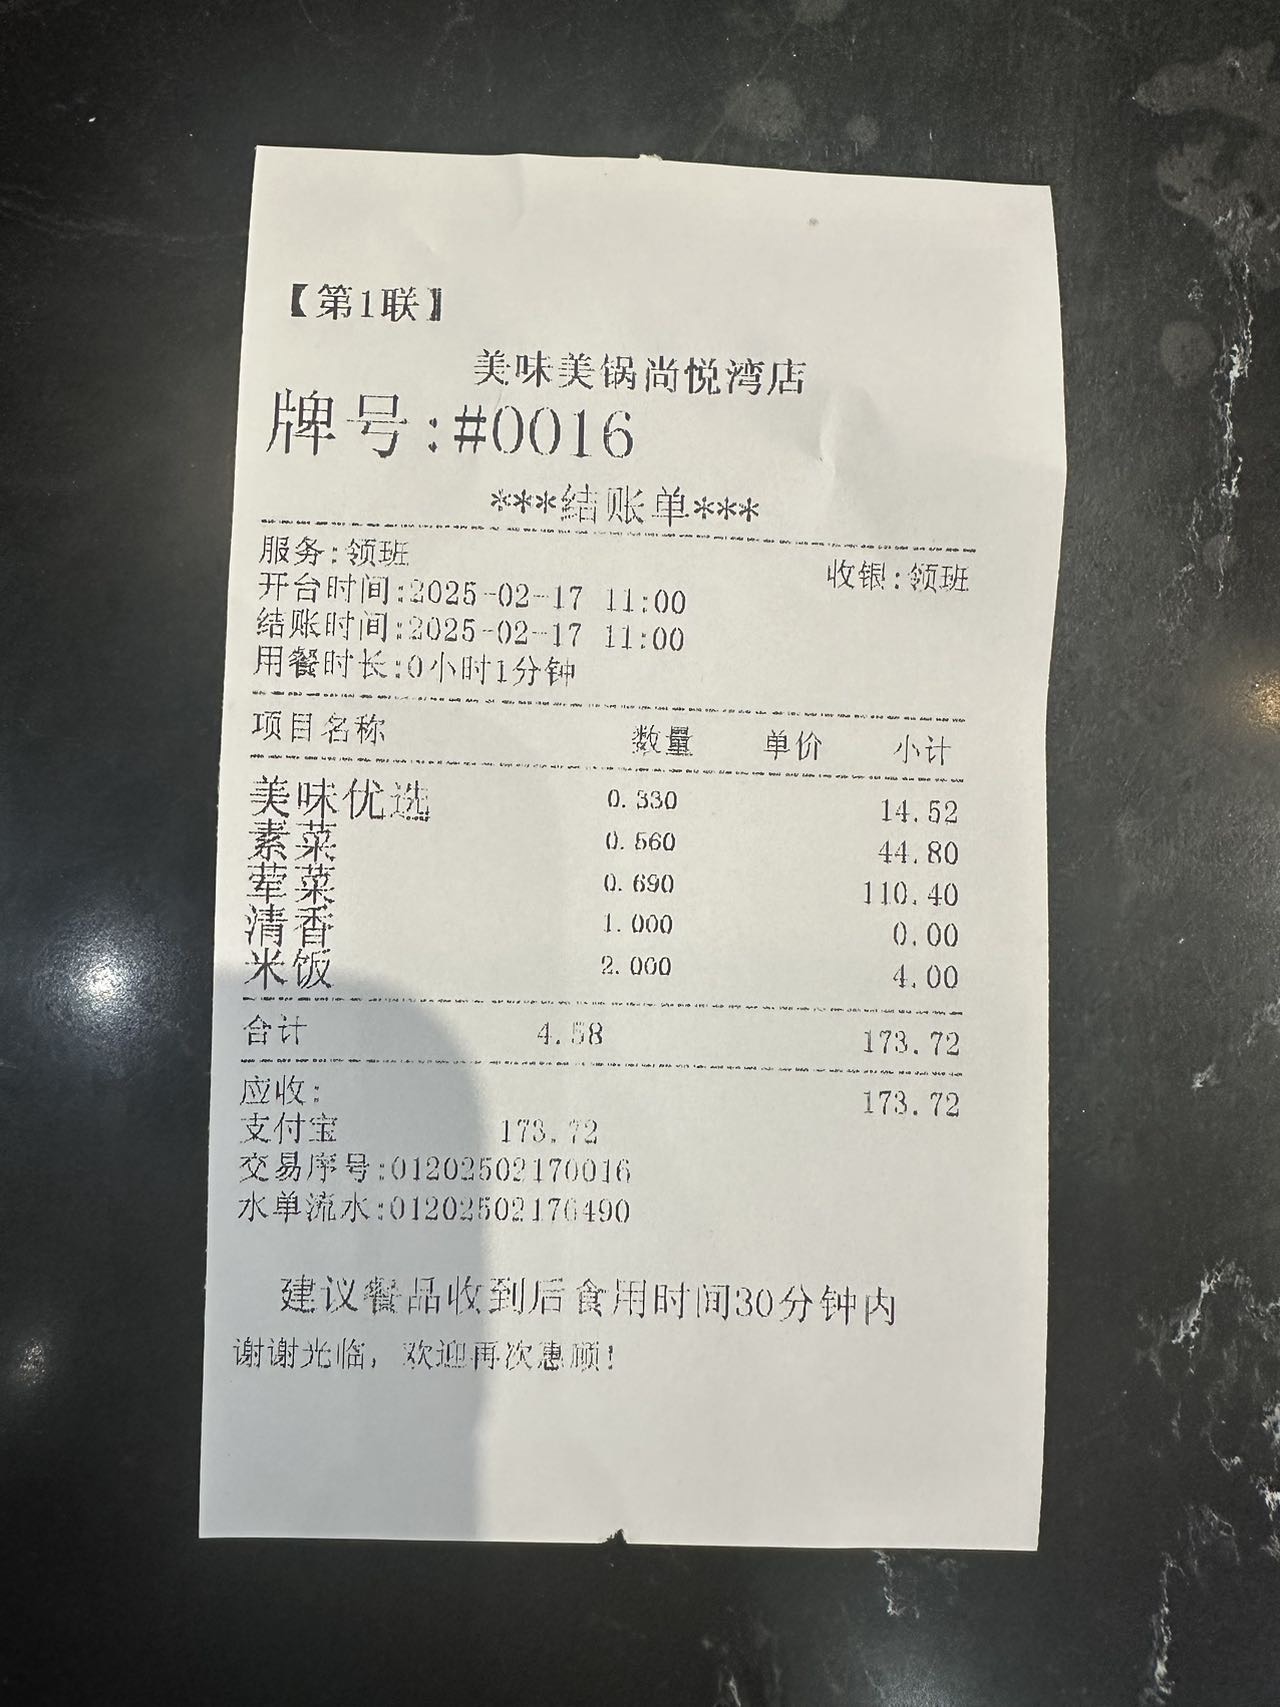 【第1联】
美味美锅尚悦湾店
牌号:#0016
***结账单***
服务:领班 收银:领班
开台时间:2025-02-17 11:00
结账时间:2025-02-17 11:00
用餐时长:0小时1分钟
项目名称 数量 单价 小计
美味优选 0.330 14.52
素菜 0.560 44.80
荤菜 0.690 110.40
清香 1.000 0.00
米饭 2.000 4.00
合计 4.58 173.72
应收: 173.72
支付宝 173.72
交易序号:01202502170016
水单流水:01202502176490
建议餐品收到后食用时间30分钟内
谢谢光临，欢迎再次惠顾!